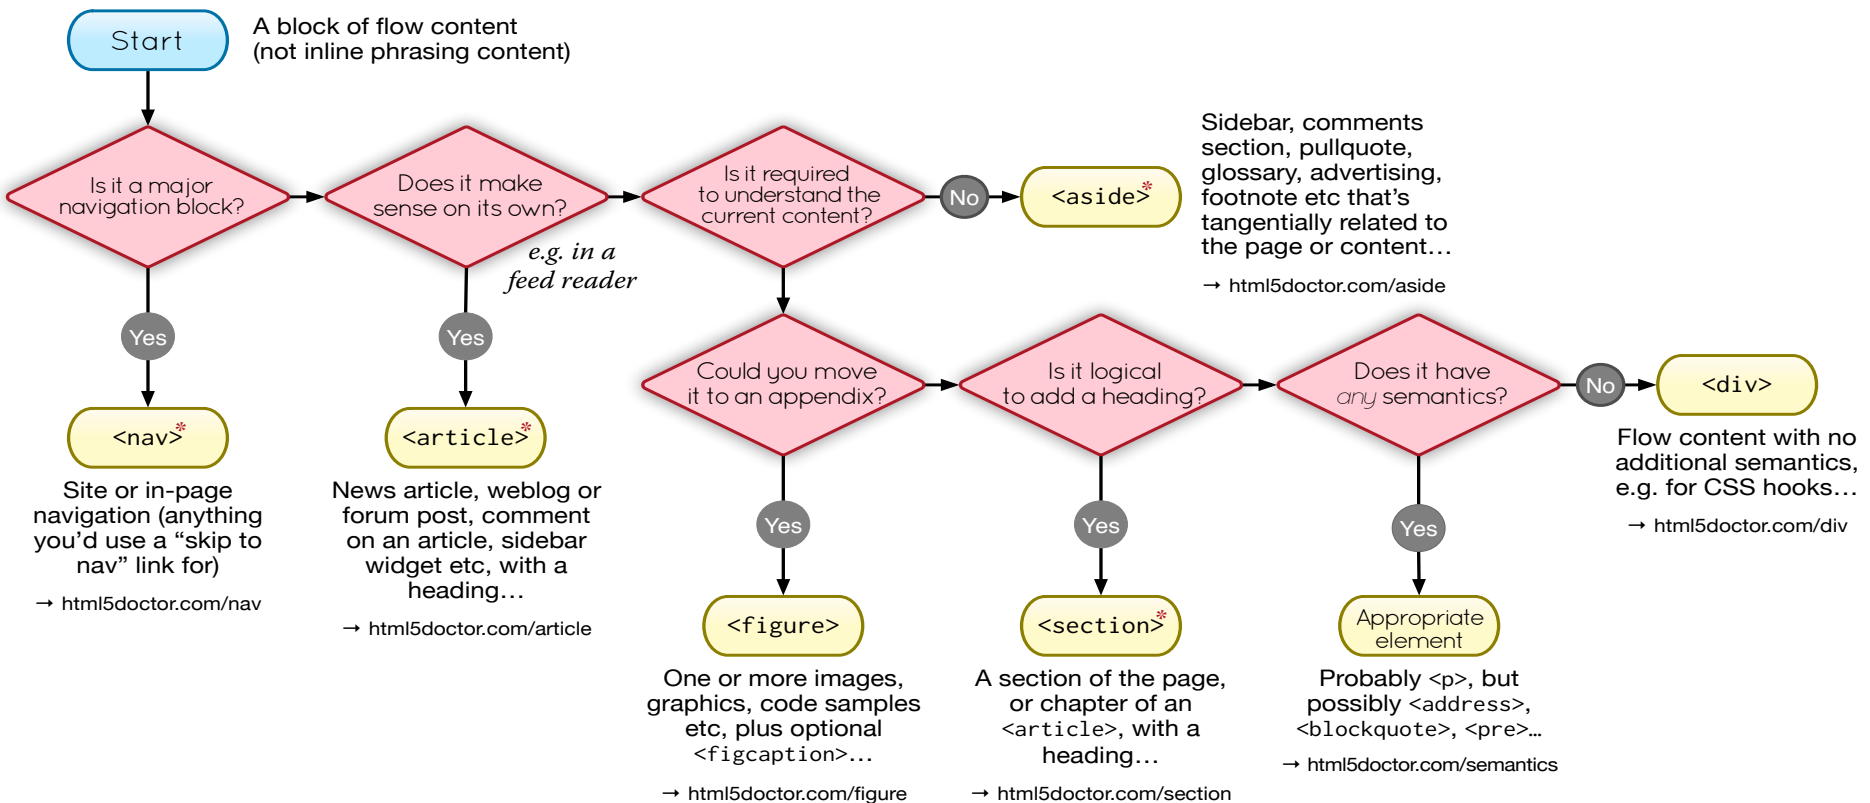 Start
A block of flow content
(not inline phrasing content)
Is it a major
navigation block?
Does it make
sense on its own?
e.g. in a
feed reader
Is it required
to understand the
current content?
No
<aside>*
Sidebar, comments
section, pullquote,
glossary, advertising,
footnote etc that’s
tangentially related to
the page or content…
→ html5doctor.com/aside
Yes
<nav>*
Site or in-page
navigation (anything
you’d use a “skip to
nav” link for)
→ html5doctor.com/nav
Yes
<article>*
News article, weblog or
forum post, comment
on an article, sidebar
widget etc, with a
heading…
→ html5doctor.com/article
Could you move
it to an appendix?
Is it logical
to add a heading?
Does it have
any semantics?
No
<div>
Flow content with no
additional semantics,
e.g. for CSS hooks…
→ html5doctor.com/div
Yes
<figure>
One or more images,
graphics, code samples
etc, plus optional
<figcaption>…
→ html5doctor.com/figure
Yes
<section>*
A section of the page,
or chapter of an
<article>, with a
heading…
→ html5doctor.com/section
Yes
Appropriate
element
Probably <p>, but
possibly <address>,
<blockquote>, <pre>…
→ html5doctor.com/semantics